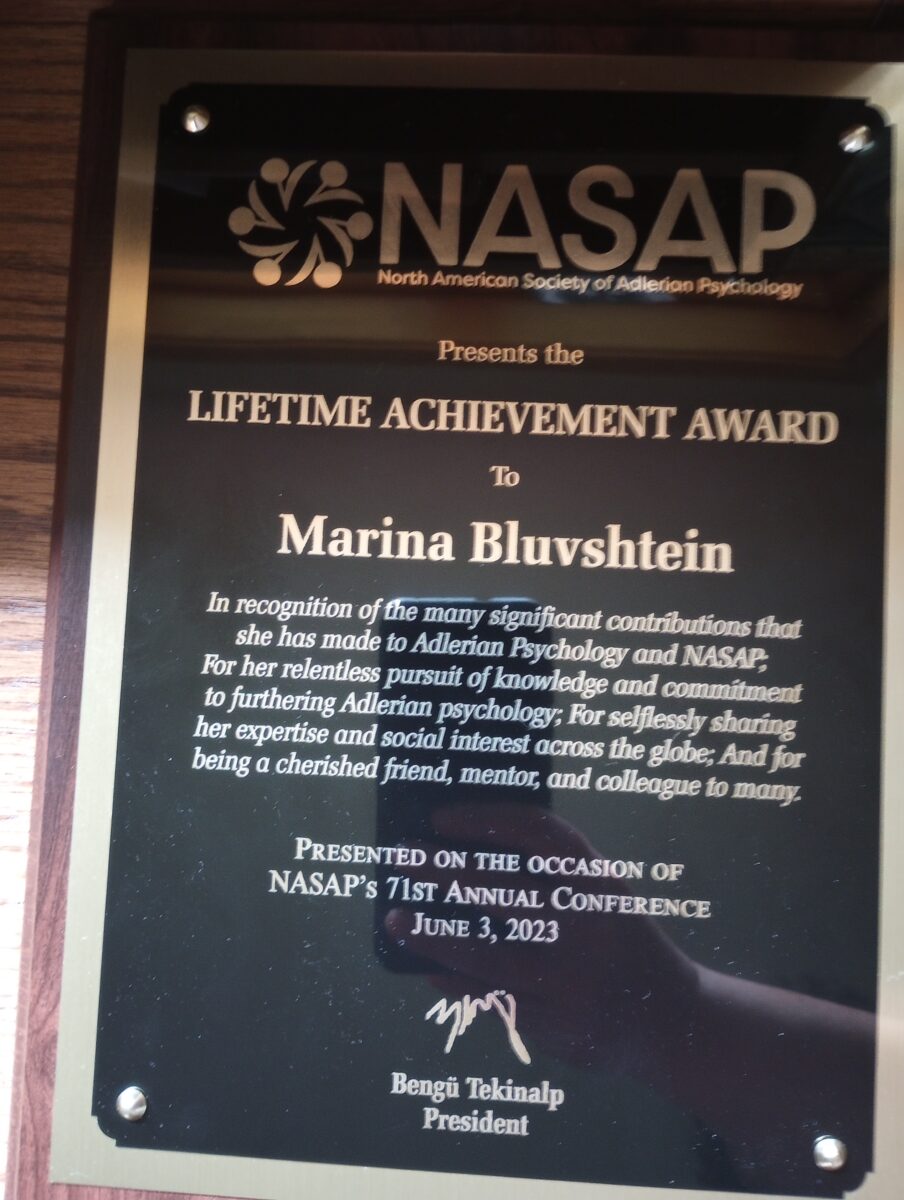 NASAP
North American Society of Adlerian Psychology
Presents the
LIFETIME ACHIEVEMENT AWARD
To
Marina Bluvshtein
In recognition of the many significant contributions that
she has made to Adlerian Psychology and NASAP;
For her relentless pursuit of knowledge and commitment
to furthering Adlerian psychology; For selflessly sharing
her expertise and social interest across the globe; And for
being a cherished friend, mentor, and colleague to many.
PRESENTED ON THE OCCASION OF
NASAP'S 71ST ANNUAL CONFERENCE
JUNE 3, 2023
Bengü Tekinalp
President